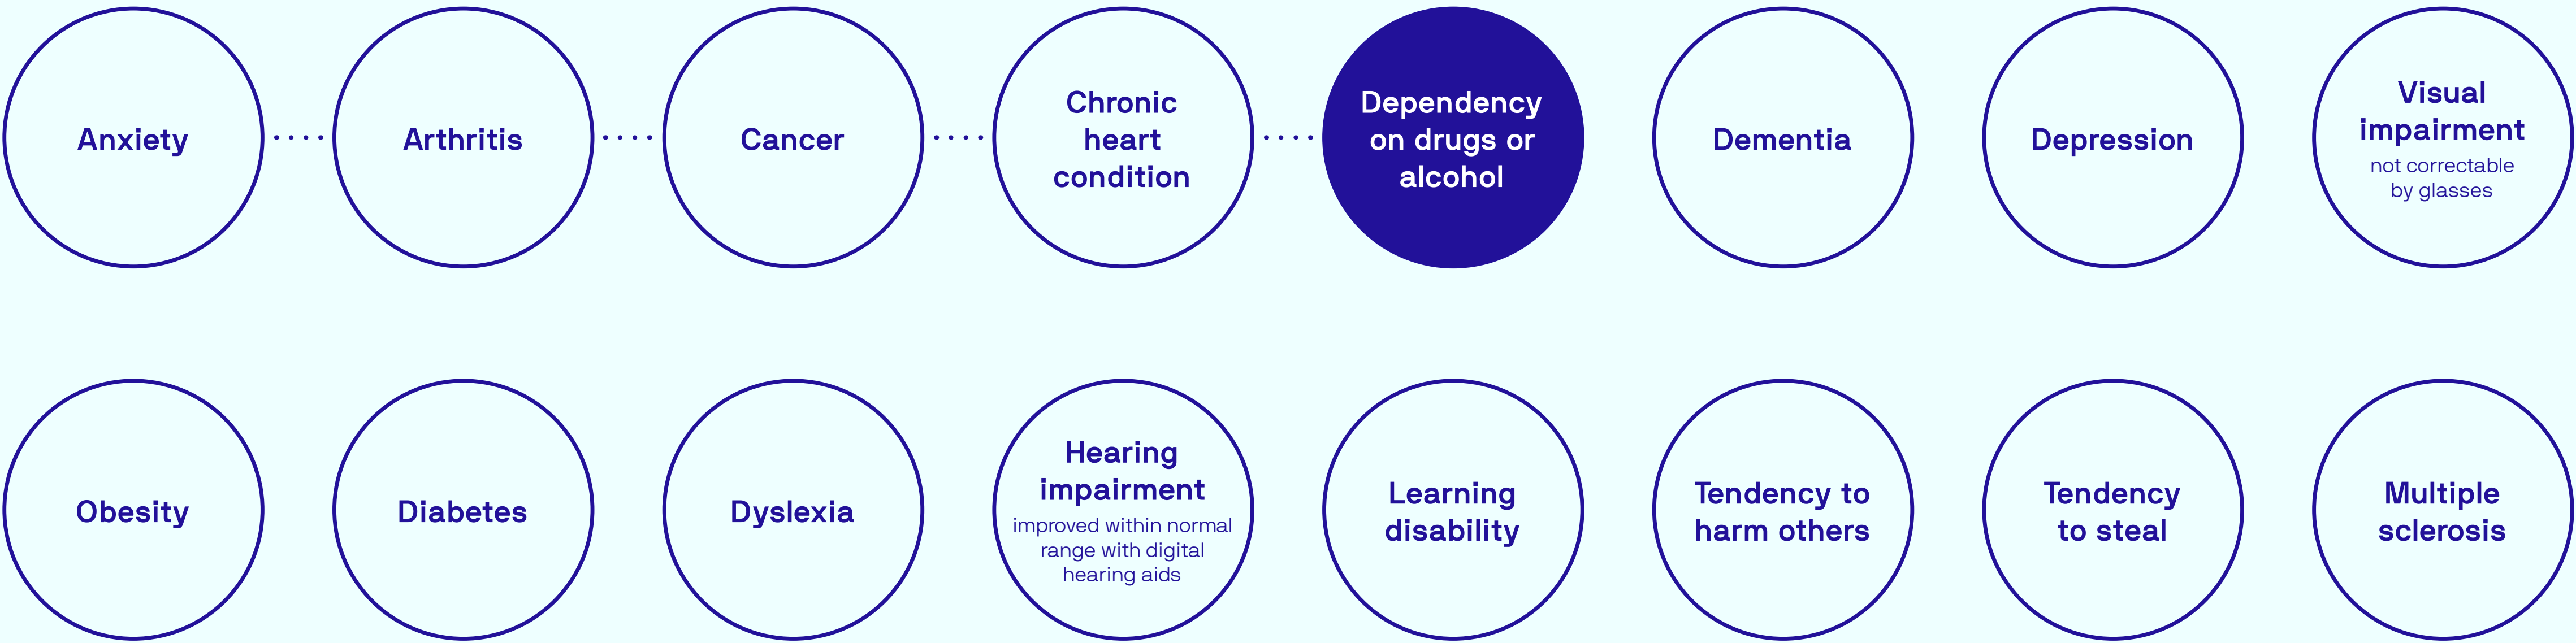 Anxiety
Arthritis
Cancer
Chronic
heart
condition
Dependency
on drugs or
alcohol
Dementia
Depression
Visual
impairment
not correctable
by glasses
Obesity
Diabetes
Dyslexia
Hearing
impairment
improved within normal
range with digital
hearing aids
Learning
disability
Tendency to
harm others
Tendency
to steal
Multiple
sclerosis